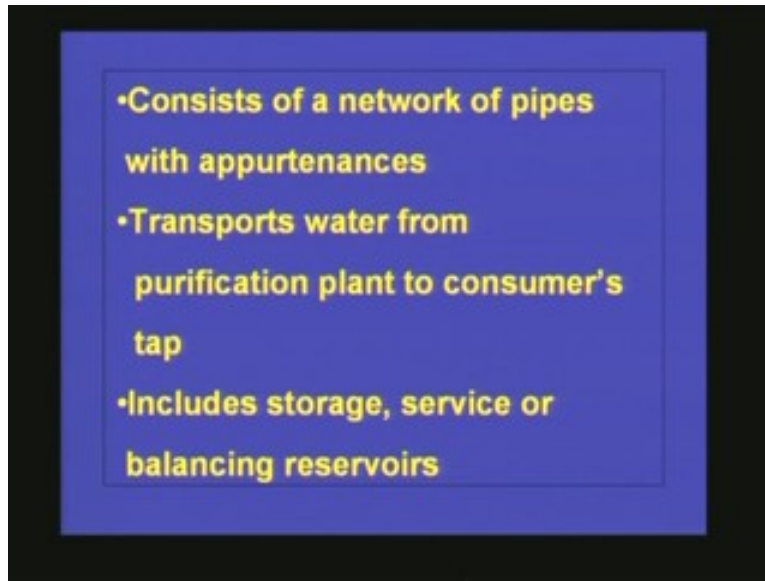 •Consists of a network of pipes
with appurtenances
•Transports water from
purification plant to consumer's
tap
•Includes storage, service or
balancing reservoirs